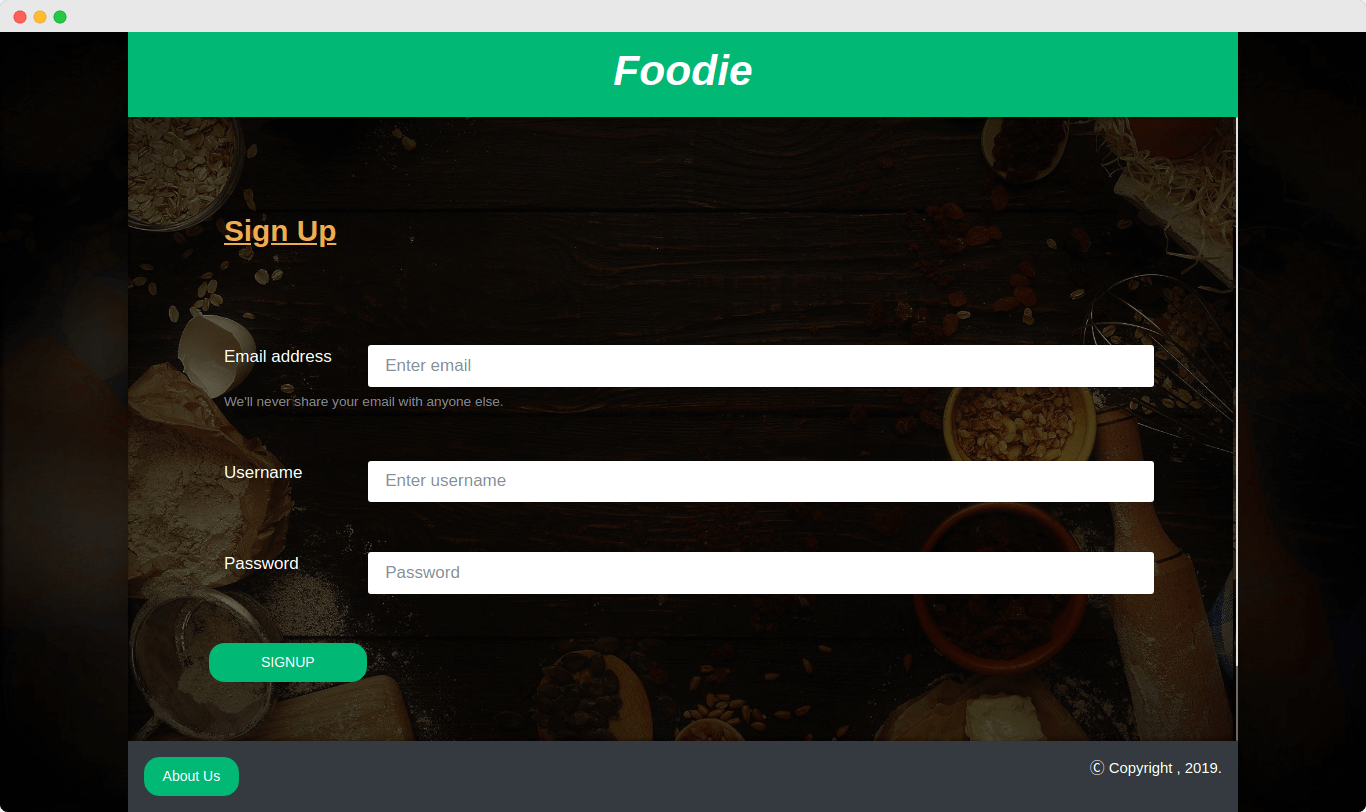 Foodie
Sign Up
Email address
Enter email
We'll never share your email with anyone else.
Username
Enter username
Password
Password
SIGNUP
About Us
Ⓒ Copyright , 2019.